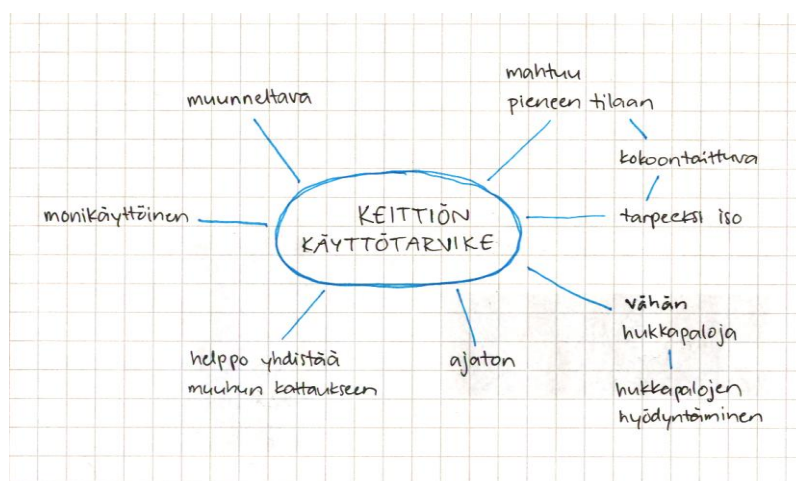 mahtuu
pieneen tilaan
muunneltava
kokoontaittuva
monikäyttöinen
KEITTIÖN
KÄYTTÖTARVIKE
tarpeeksi iso
vähän
hukkapaloja
helppo yhdistää
muuhun kattaukseen
ajaton
hukkapalojen
hyödyntäminen